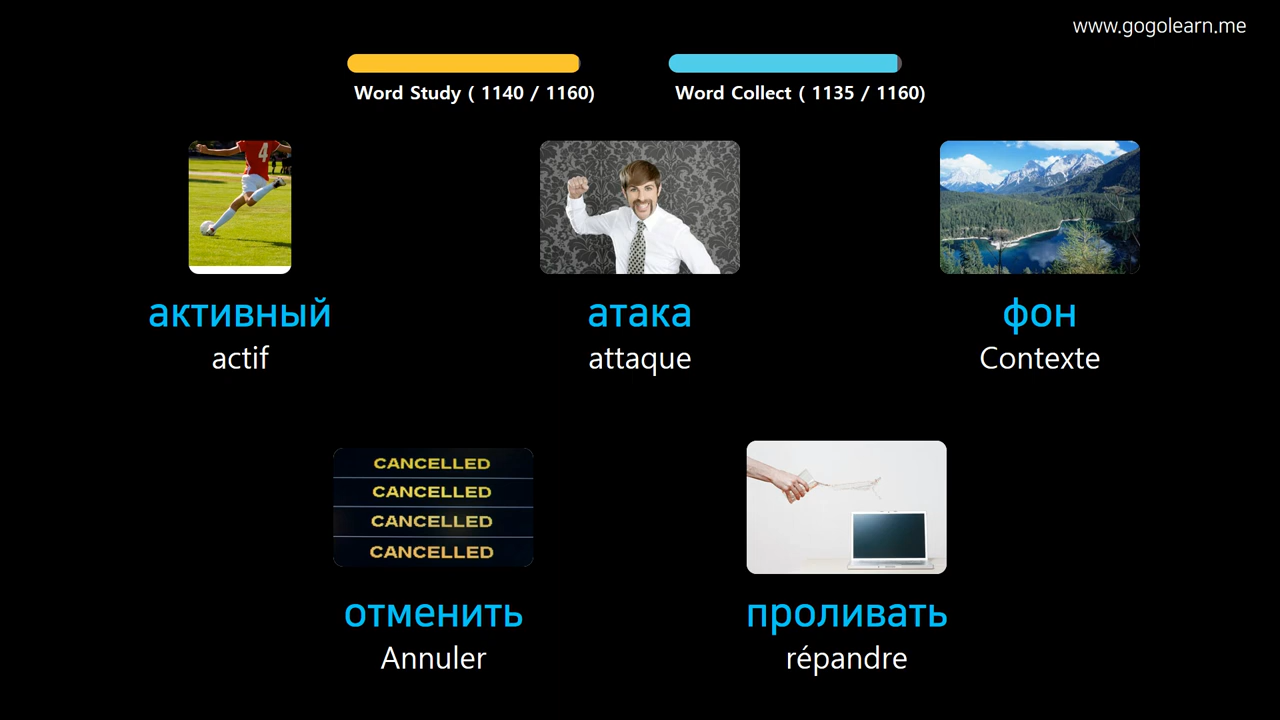 www.gogolearn.me
Word Study ( 1140 / 1160)
Word Collect ( 1135 / 1160)
4
активный
actif
атака
attaque
фон
Contexte
CANCELLED
CANCELLED
CANCELLED
CANCELLED
отменить
Annuler
проливать
répandre